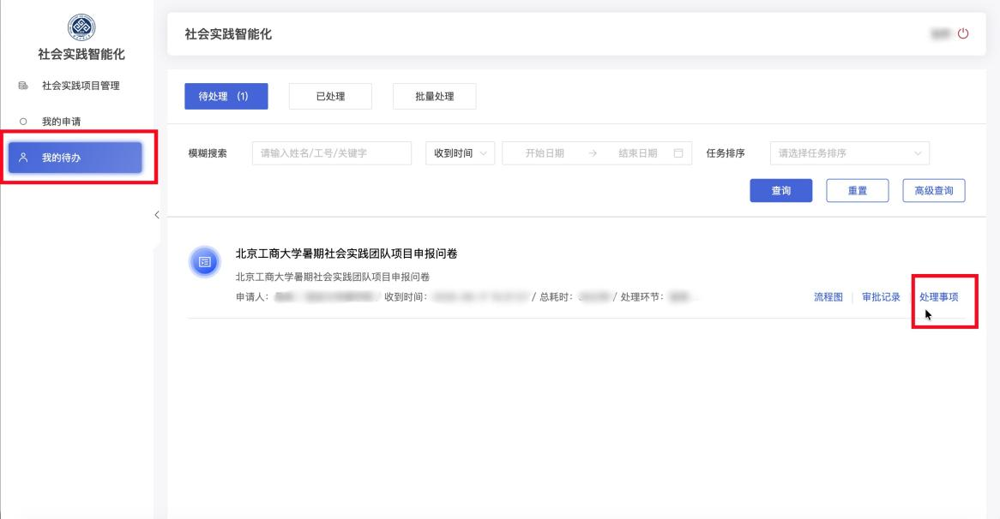 社会实践智能化
社会实践项目管理
我的申请
我的待办
社会实践智能化
待处理 (1) 已处理 批量处理
模糊搜索 请输入姓名/工号/关键字 收到时间 开始日期 → 结束日期 任务排序 请选择任务排序
查询 重置 高级查询
北京工商大学暑期社会实践团队项目申报问卷
北京工商大学暑期社会实践团队项目申报问卷
申请人： / 收到时间： / 总耗时： / 处理环节： 流程图 审批记录 处理事项